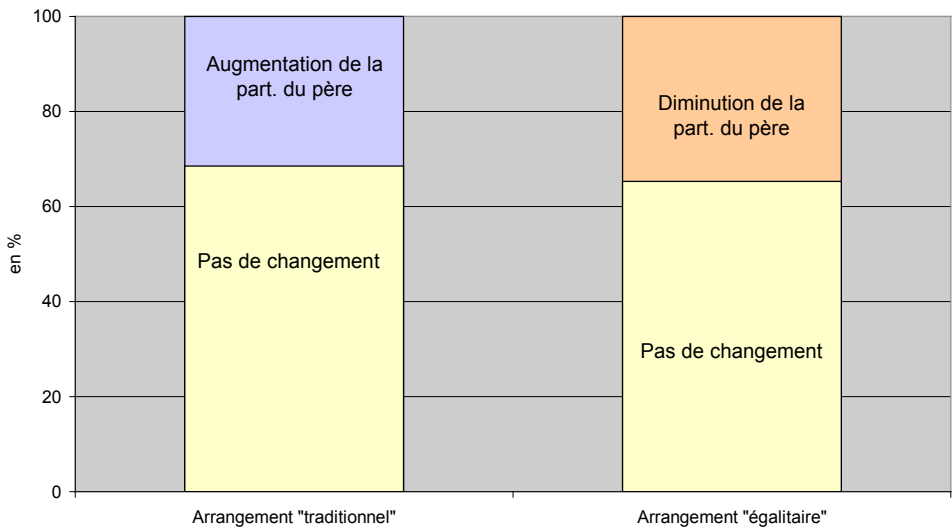 100
80
60
40
20
0
en %
Augmentation de la
part. du père
Pas de changement
Diminution de la
part. du père
Pas de changement
Arrangement "traditionnel"
Arrangement "égalitaire"